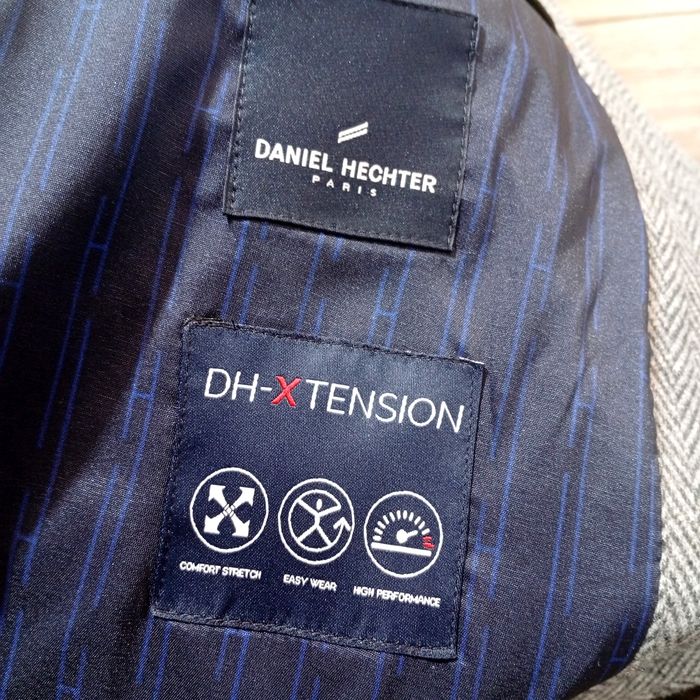 DANIEL HECHTER
PARIS
DH-XTENSION
COMFORT STRETCH
EASY WEAR
HIGH PERFORMANCE